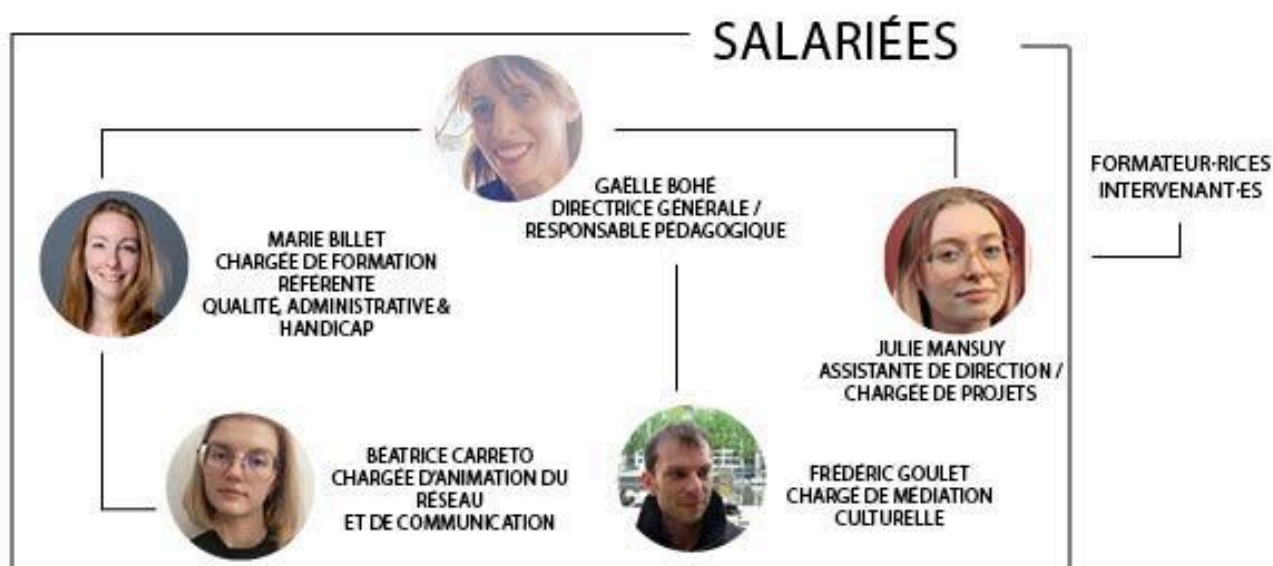 SALARIÉES
GAËLLE BOHÉ
DIRECTRICE GÉNÉRALE /
RESPONSABLE PÉDAGOGIQUE
FORMATEUR·RICES
INTERVENANT·ES
MARIE BILLET
CHARGÉE DE FORMATION
RÉFÉRENTE
QUALITÉ, ADMINISTRATIVE &
HANDICAP
JULIE MANSUY
ASSISTANTE DE DIRECTION /
CHARGÉE DE PROJETS
BÉATRICE CARRETO
CHARGÉE D'ANIMATION DU
RÉSEAU
ET DE COMMUNICATION
FRÉDÉRIC GOULET
CHARGÉ DE MÉDIATION
CULTURELLE